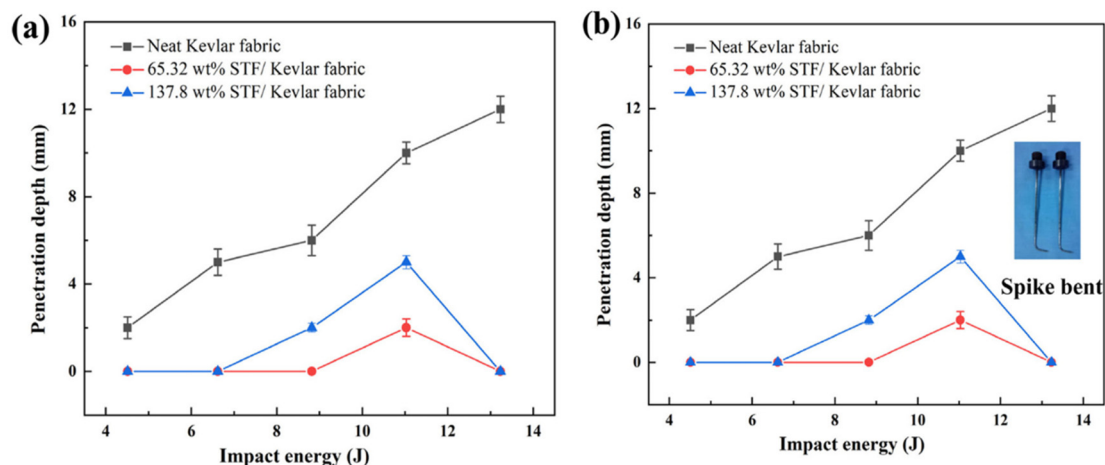 (a)
16
12
8
4
0
Penetration depth (mm)
Neat Kevlar fabric
65.32 wt% STF/ Kevlar fabric
137.8 wt% STF/ Kevlar fabric
4 6 8 10 12 14
Impact energy (J)
(b)
16
12
8
4
0
Penetration depth (mm)
Neat Kevlar fabric
65.32 wt% STF/ Kevlar fabric
137.8 wt% STF/ Kevlar fabric
Spike bent
4 6 8 10 12 14
Impact energy (J)